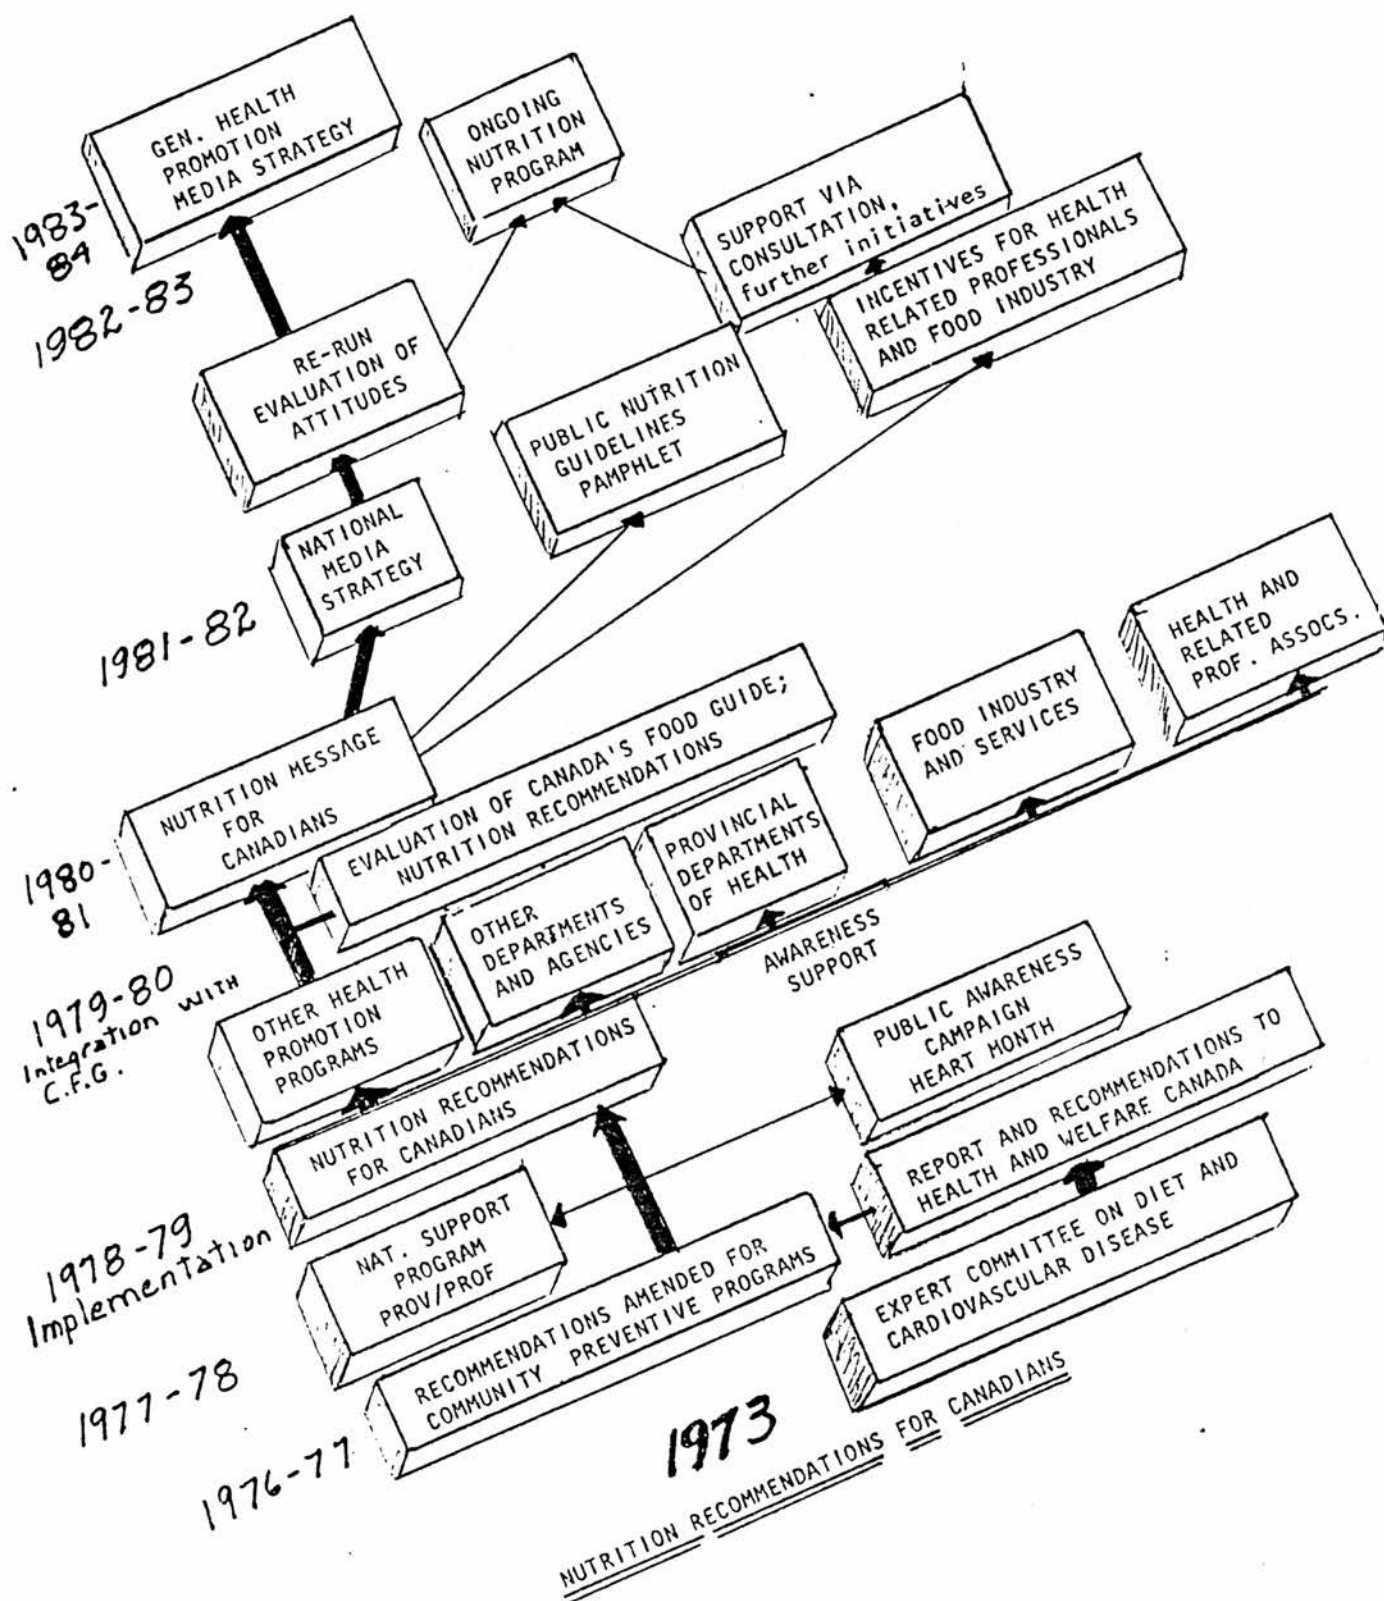 GEN. HEALTH
PROMOTION
MEDIA STRATEGY
ONGOING
NUTRITION
PROGRAM
SUPPORT VIA
CONSULTATION,
further initiatives
INCENTIVES FOR HEALTH
RELATED PROFESSIONALS
AND FOOD INDUSTRY
1983-
84
1982-83
RE-RUN
EVALUATION OF
ATTITUDES
PUBLIC NUTRITION
GUIDELINES
PAMPHLET
NATIONAL
MEDIA
STRATEGY
1981-82
HEALTH AND
RELATED
PROF. ASSOCS.
FOOD INDUSTRY
AND SERVICES
NUTRITION MESSAGE
FOR
CANADIANS
EVALUATION OF CANADA'S FOOD GUIDE;
NUTRITION RECOMMENDATIONS
PROVINCIAL
DEPARTMENTS
OF HEALTH
1980-
81
OTHER
DEPARTMENTS
AND AGENCIES
AWARENESS
SUPPORT
1979-80
Integration WITH
C.F.G.
OTHER HEALTH
PROMOTION
PROGRAMS
PUBLIC AWARENESS
CAMPAIGN
HEART MONTH
NUTRITION RECOMMENDATIONS
FOR CANADIANS
REPORT AND RECOMMENDATIONS TO
HEALTH AND WELFARE CANADA
1978-79
Implementation
NAT. SUPPORT
PROGRAM
PROV/PROF
EXPERT COMMITTEE ON DIET AND
CARDIOVASCULAR DISEASE
1977-78
RECOMMENDATIONS AMENDED FOR
COMMUNITY PREVENTIVE PROGRAMS
1976-77
1973
NUTRITION RECOMMENDATIONS FOR CANADIANS